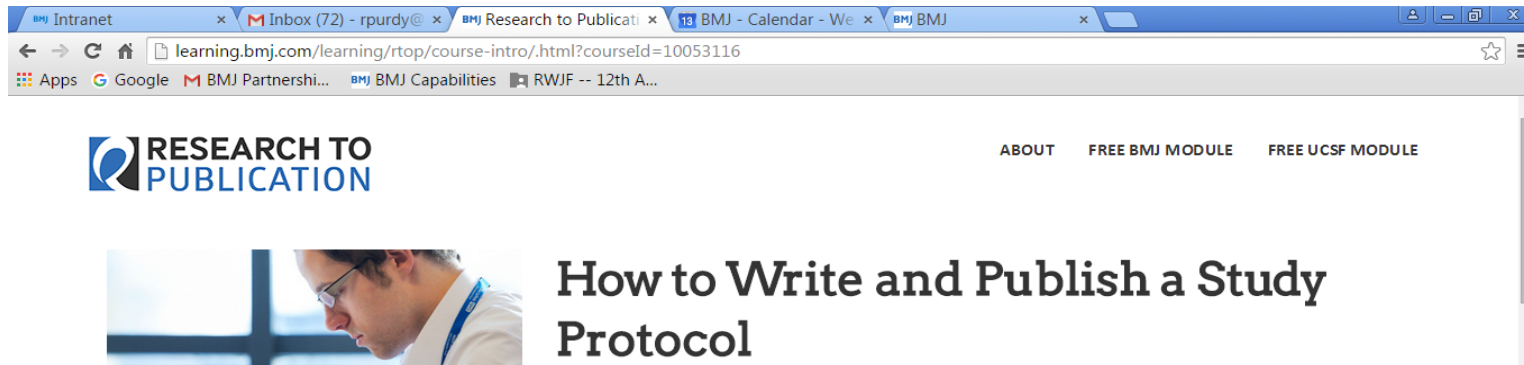 BMJ Intranet
Inbox (72) - rpurdy@
BMJ Research to Publicati
13 BMJ - Calendar - We
BMJ BMJ
learning.bmj.com/learning/rtop/course-intro/.html?courseId=10053116
Apps
G Google
M BMJ Partnershi...
BMJ BMJ Capabilities
RWJF -- 12th A...
RESEARCH TO
PUBLICATION
ABOUT
FREE BMJ MODULE
FREE UCSF MODULE
How to Write and Publish a Study
Protocol